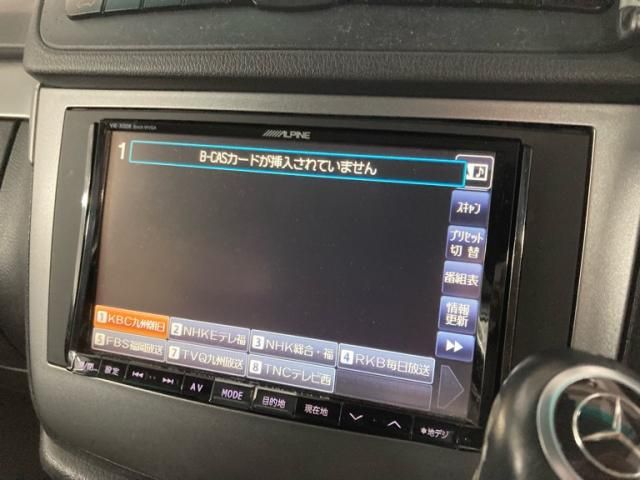 VIE-X008
ALPINE
1
B-CASカードが挿入されていません
スキャン
プリセット
切替
番組表
情報
更新
1 KBC九州朝日
2 NHKEテレ福
3 NHK総合・福
4 RKB毎日放送
5 FBS福岡放送
7 TVQ九州放送
8 TNCテレビ西
設定
AV
MODE
目的地
現在地
*地デジ